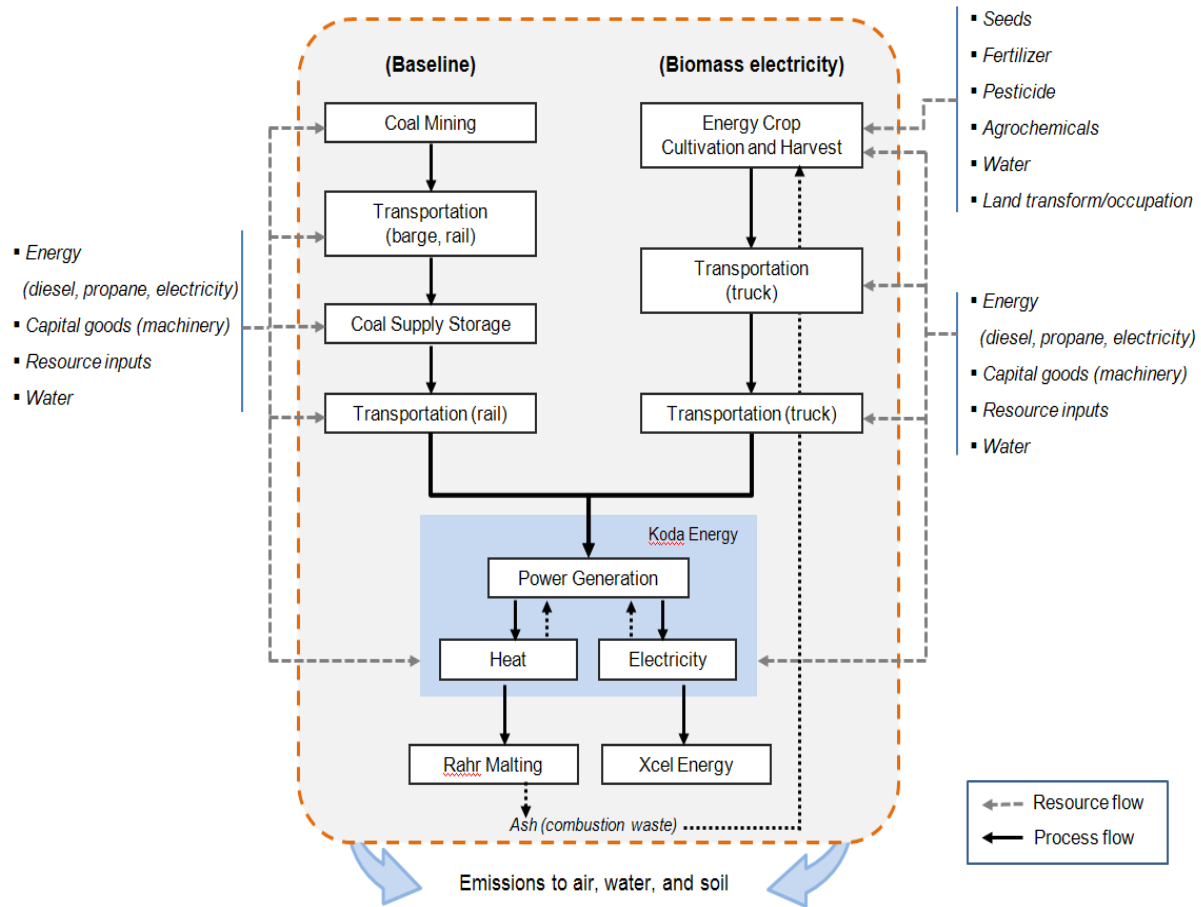 (Baseline)
(Biomass electricity)
▪ Seeds
▪ Fertilizer
▪ Pesticide
▪ Agrochemicals
▪ Water
▪ Land transform/occupation
Coal Mining
Energy Crop
Cultivation and Harvest
Transportation
(barge, rail)
Transportation
(truck)
▪ Energy
(diesel, propane, electricity)
▪ Capital goods (machinery)
▪ Resource inputs
▪ Water
Coal Supply Storage
▪ Energy
(diesel, propane, electricity)
▪ Capital goods (machinery)
▪ Resource inputs
▪ Water
Transportation (rail)
Transportation (truck)
Koda Energy
Power Generation
Heat
Electricity
Rahr Malting
Xcel Energy
Ash (combustion waste)
Resource flow
Process flow
Emissions to air, water, and soil